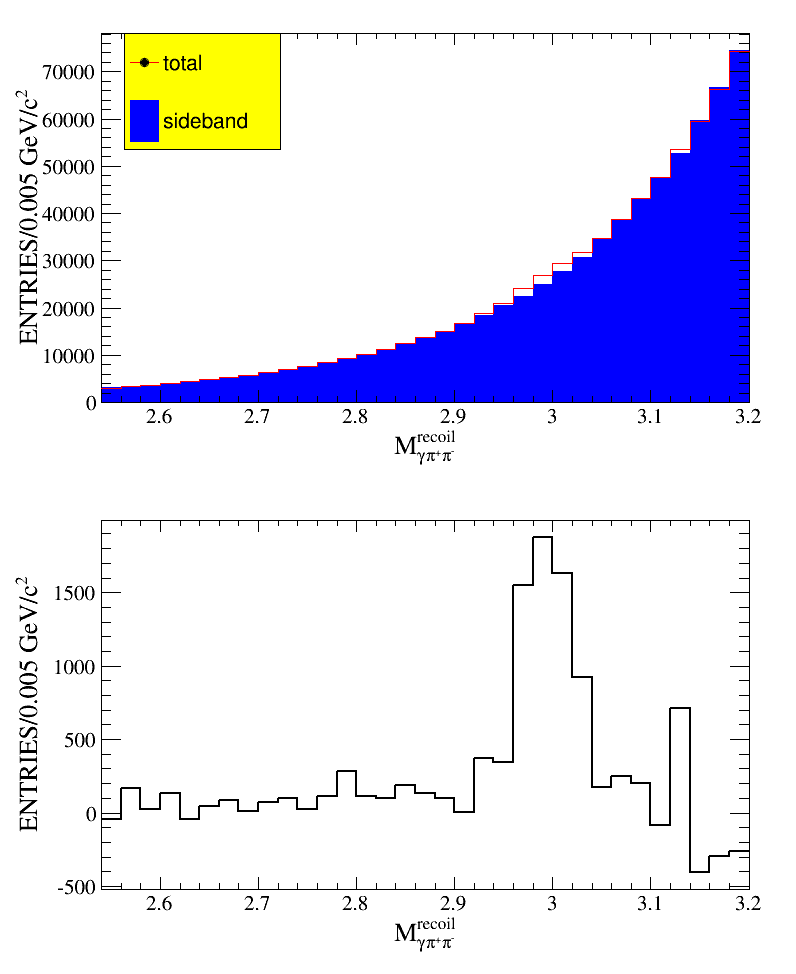 ENTRIES/0.005 GeV/c²
total
sideband
70000
60000
50000
40000
30000
20000
10000
0
2.6 2.7 2.8 2.9 3 3.1 3.2
M^recoil_γπ⁺π⁻
ENTRIES/0.005 GeV/c²
1500
1000
500
0
-500
2.6 2.7 2.8 2.9 3 3.1 3.2
M^recoil_γπ⁺π⁻